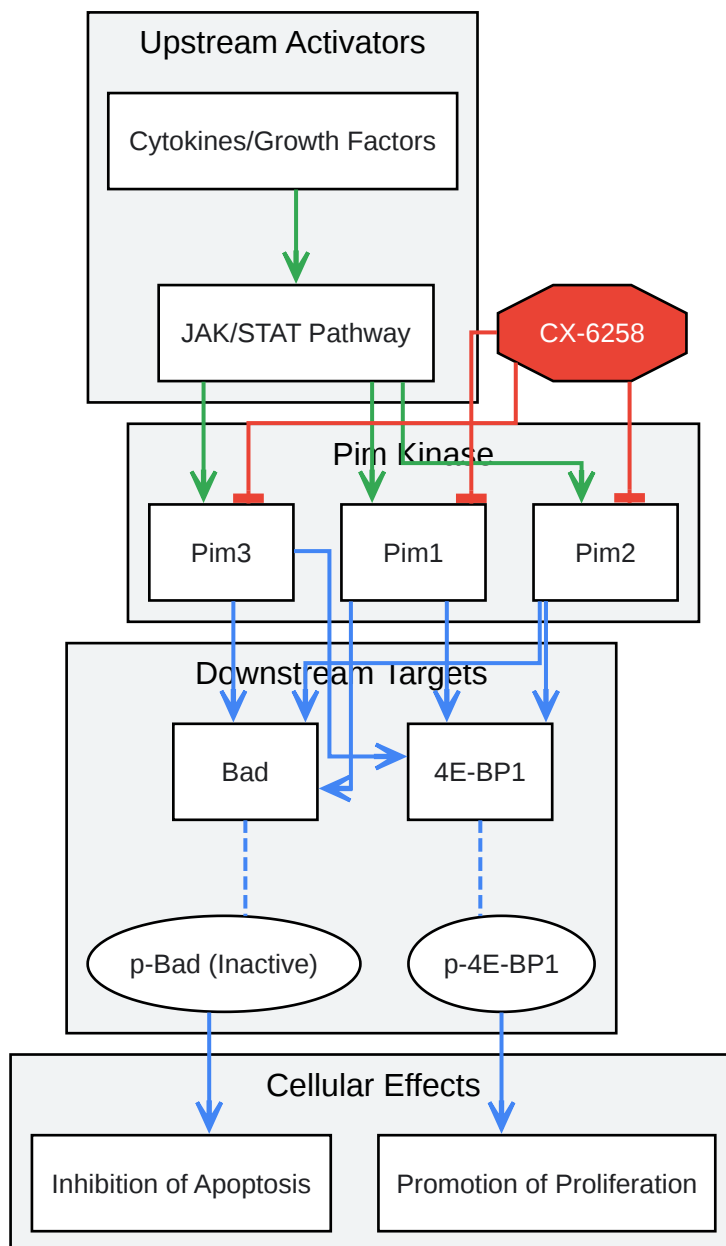 Upstream Activators
Cytokines/Growth Factors
JAK/STAT Pathway
CX-6258
Pim Kinase
Pim3
Pim1
Pim2
Downstream Targets
Bad
4E-BP1
p-Bad (Inactive)
p-4E-BP1
Cellular Effects
Inhibition of Apoptosis
Promotion of Proliferation